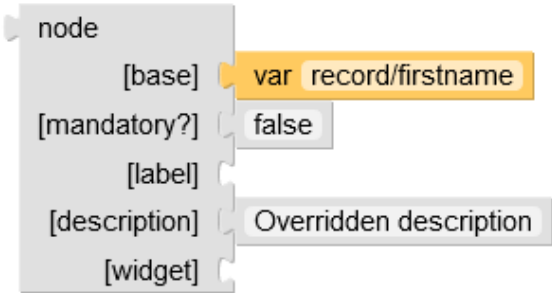 node
[base] var record/firstname
[mandatory?] false
[label]
[description] Overridden description
[widget]